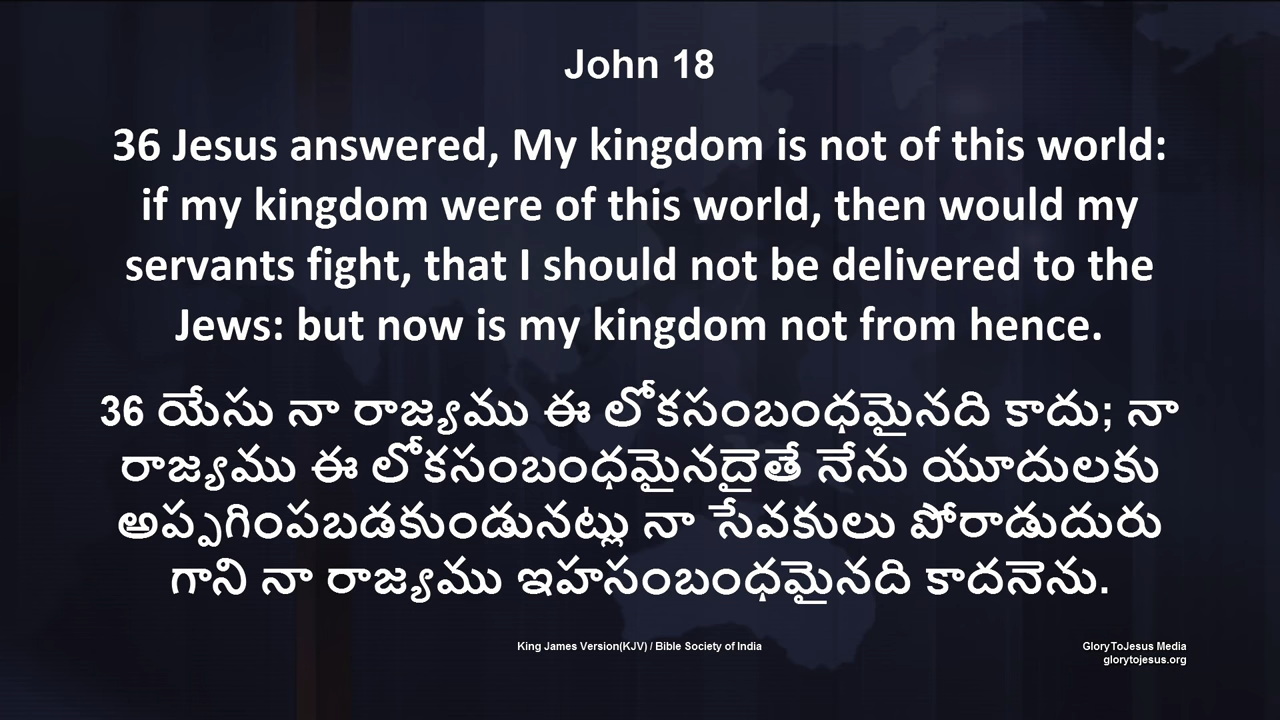 John 18
36 Jesus answered, My kingdom is not of this world:
if my kingdom were of this world, then would my
servants fight, that I should not be delivered to the
Jews: but now is my kingdom not from hence.
36 యేసు నా రాజ్యము ఈ లోకసంబంధమైనది కాదు; నా
రాజ్యము ఈ లోకసంబంధమైనదైతే నేను యూదులకు
అప్పగింపబడకుండునట్లు నా సేవకులు పోరాడుదురు
గాని నా రాజ్యము ఇహసంబంధమైనది కాదనెను.
King James Version(KJV) / Bible Society of India
GloryToJesus Media
glorytojesus.org